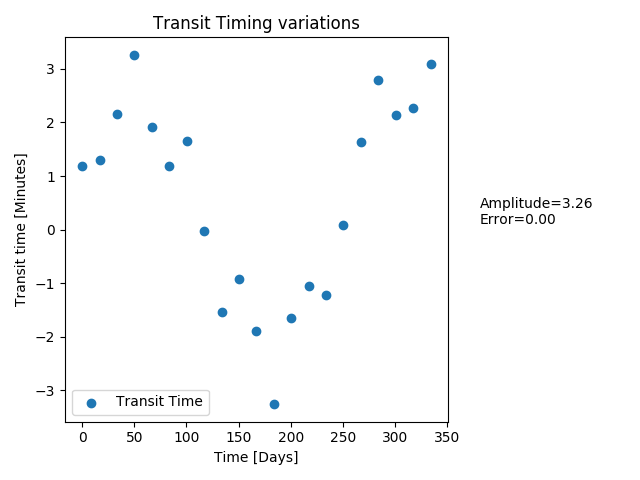 Transit Timing variations
Transit time [Minutes]
3
2
1
0
−1
−2
−3
Amplitude=3.26
Error=0.00
Transit Time
0 50 100 150 200 250 300 350
Time [Days]